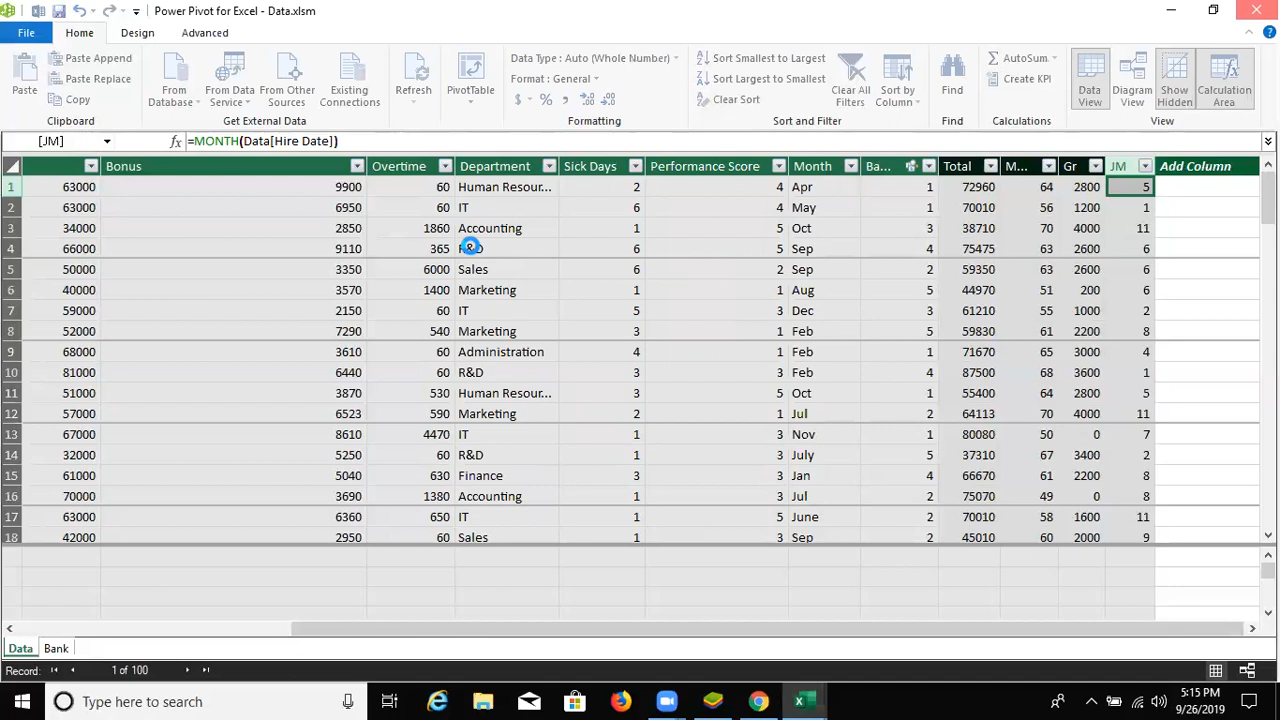 Power Pivot for Excel - Data.xlsm
File Home Design Advanced
Paste
Paste Append
Paste Replace
Copy
Clipboard
From Database
From Data Service
From Other Sources
Existing Connections
Get External Data
Refresh
PivotTable
Data Type : (Whole Number)
Format : General
$ % , .00 .0
Formatting
Sort Smallest to Largest
Sort Largest to Smallest
Clear Sort
Clear All Filters
Sort by Column
Sort and Filter
Find
Find
AutoSum
Create KPI
Calculations
Data View
Diagram View
Show Hidden
Calculation Area
View
[JM] fx =MONTH(Data[Hire Date])
Bonus Overtime Department Sick Days Performance Score Month Ba... Total M... Gr JM Add Column
1 63000 9900 60 Human Resour... 2 4 Apr 1 72960 64 2800 5
2 63000 6950 60 IT 6 4 May 1 70010 56 1200 1
3 34000 2850 1860 Accounting 1 5 Oct 3 38710 70 4000 11
4 66000 9110 365 R&D 6 5 Sep 4 75475 63 2600 6
5 50000 3350 6000 Sales 6 2 Sep 2 59350 63 2600 6
6 40000 3570 1400 Marketing 1 1 Aug 5 44970 51 200 6
7 59000 2150 60 IT 5 3 Dec 3 61210 55 1000 2
8 52000 7290 540 Marketing 3 1 Feb 5 59830 61 2200 8
9 68000 3610 60 Administration 4 1 Feb 1 71670 65 3000 4
10 81000 6440 60 R&D 3 3 Feb 4 87500 68 3600 1
11 51000 3870 530 Human Resour... 3 5 Oct 1 55400 64 2800 5
12 57000 6523 590 Marketing 2 1 Jul 2 64113 70 4000 11
13 67000 8610 4470 IT 1 3 Nov 1 80080 50 0 7
14 32000 5250 60 R&D 1 3 July 5 37310 67 3400 2
15 61000 5040 630 Finance 3 3 Jan 4 66670 61 2200 8
16 70000 3690 1380 Accounting 1 3 Jul 2 75070 49 0 8
17 63000 6360 650 IT 1 5 June 2 70010 58 1600 11
18 42000 2950 60 Sales 1 3 Sep 2 45010 60 2000 9
Data Bank
Record: 1 of 100
Type here to search
5:15 PM
9/26/2019